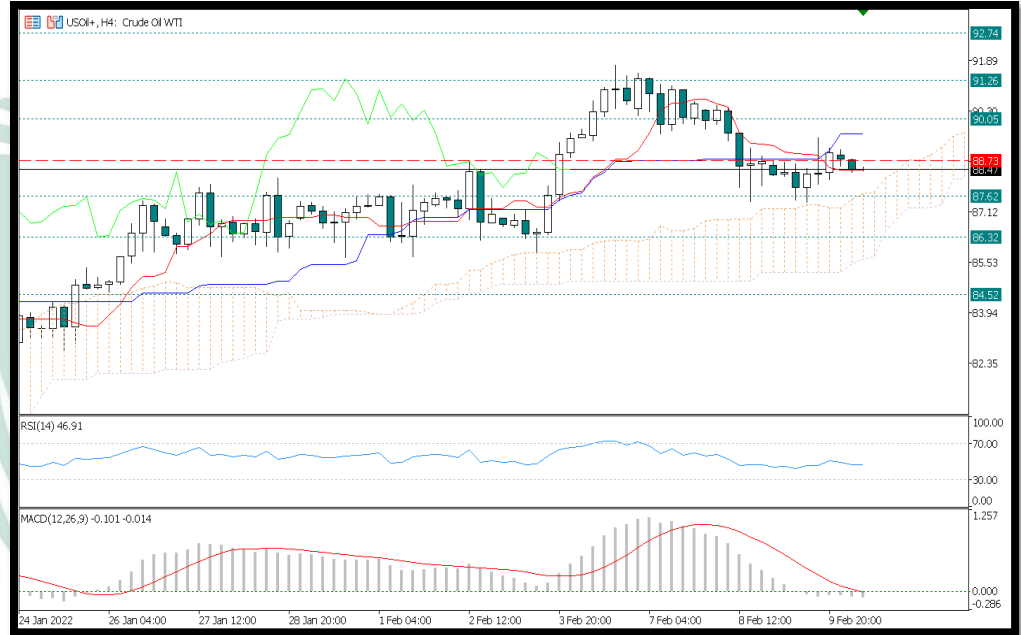 USOil+, H4: Crude Oil WTI
92.74
91.89
91.26
90.30
90.05
88.73
88.47
87.62
87.12
86.32
85.53
84.52
83.94
82.35
RSI(14) 46.91
100.00
70.00
30.00
0.00
MACD(12,26,9) -0.101 -0.014
1.257
0.000
-0.286
24 Jan 2022
26 Jan 04:00
27 Jan 12:00
28 Jan 20:00
1 Feb 04:00
2 Feb 12:00
3 Feb 20:00
7 Feb 04:00
8 Feb 12:00
9 Feb 20:00